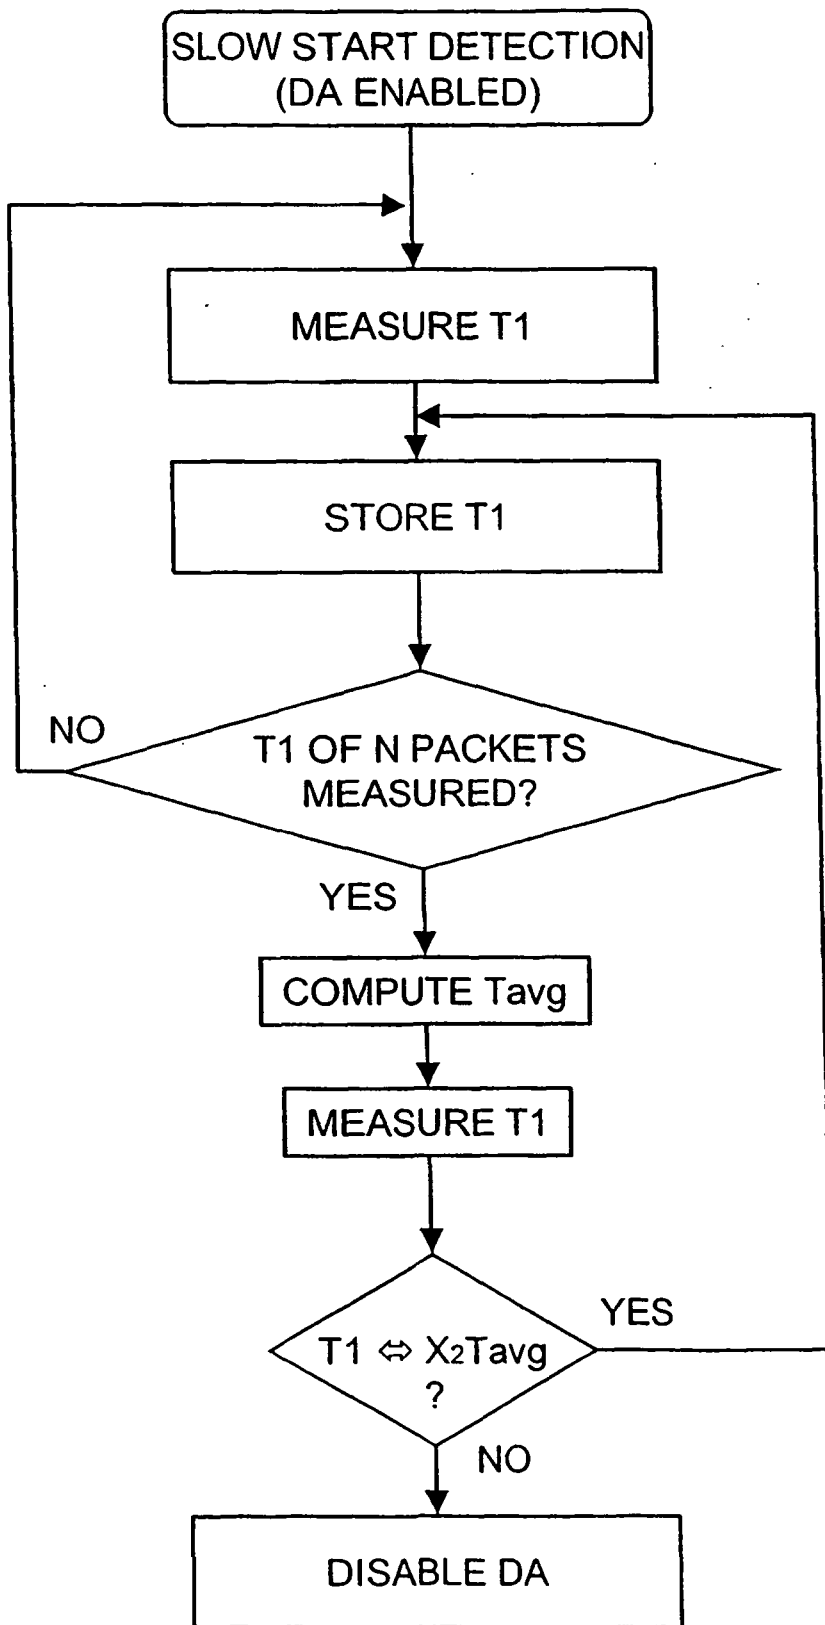 SLOW START DETECTION
(DA ENABLED)
MEASURE T1
STORE T1
NO
T1 OF N PACKETS
MEASURED?
YES
COMPUTE Tavg
MEASURE T1
YES
T1 ⇔ X₂Tavg
?
NO
DISABLE DA